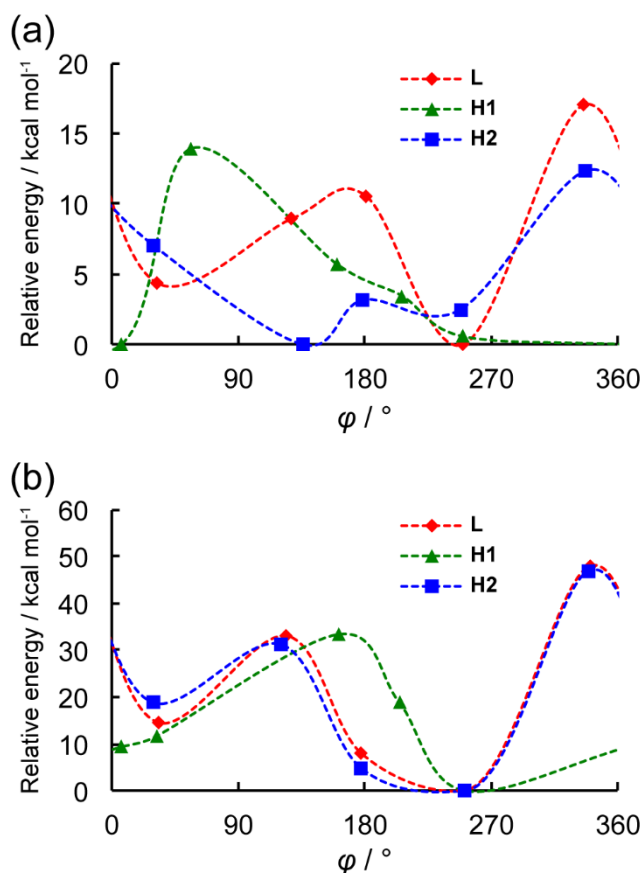 (a)
Relative energy / kcal mol⁻¹
20
15
10
5
0
L
H1
H2
0 90 180 270 360
φ / °
(b)
Relative energy / kcal mol⁻¹
60
50
40
30
20
10
0
L
H1
H2
0 90 180 270 360
φ / °